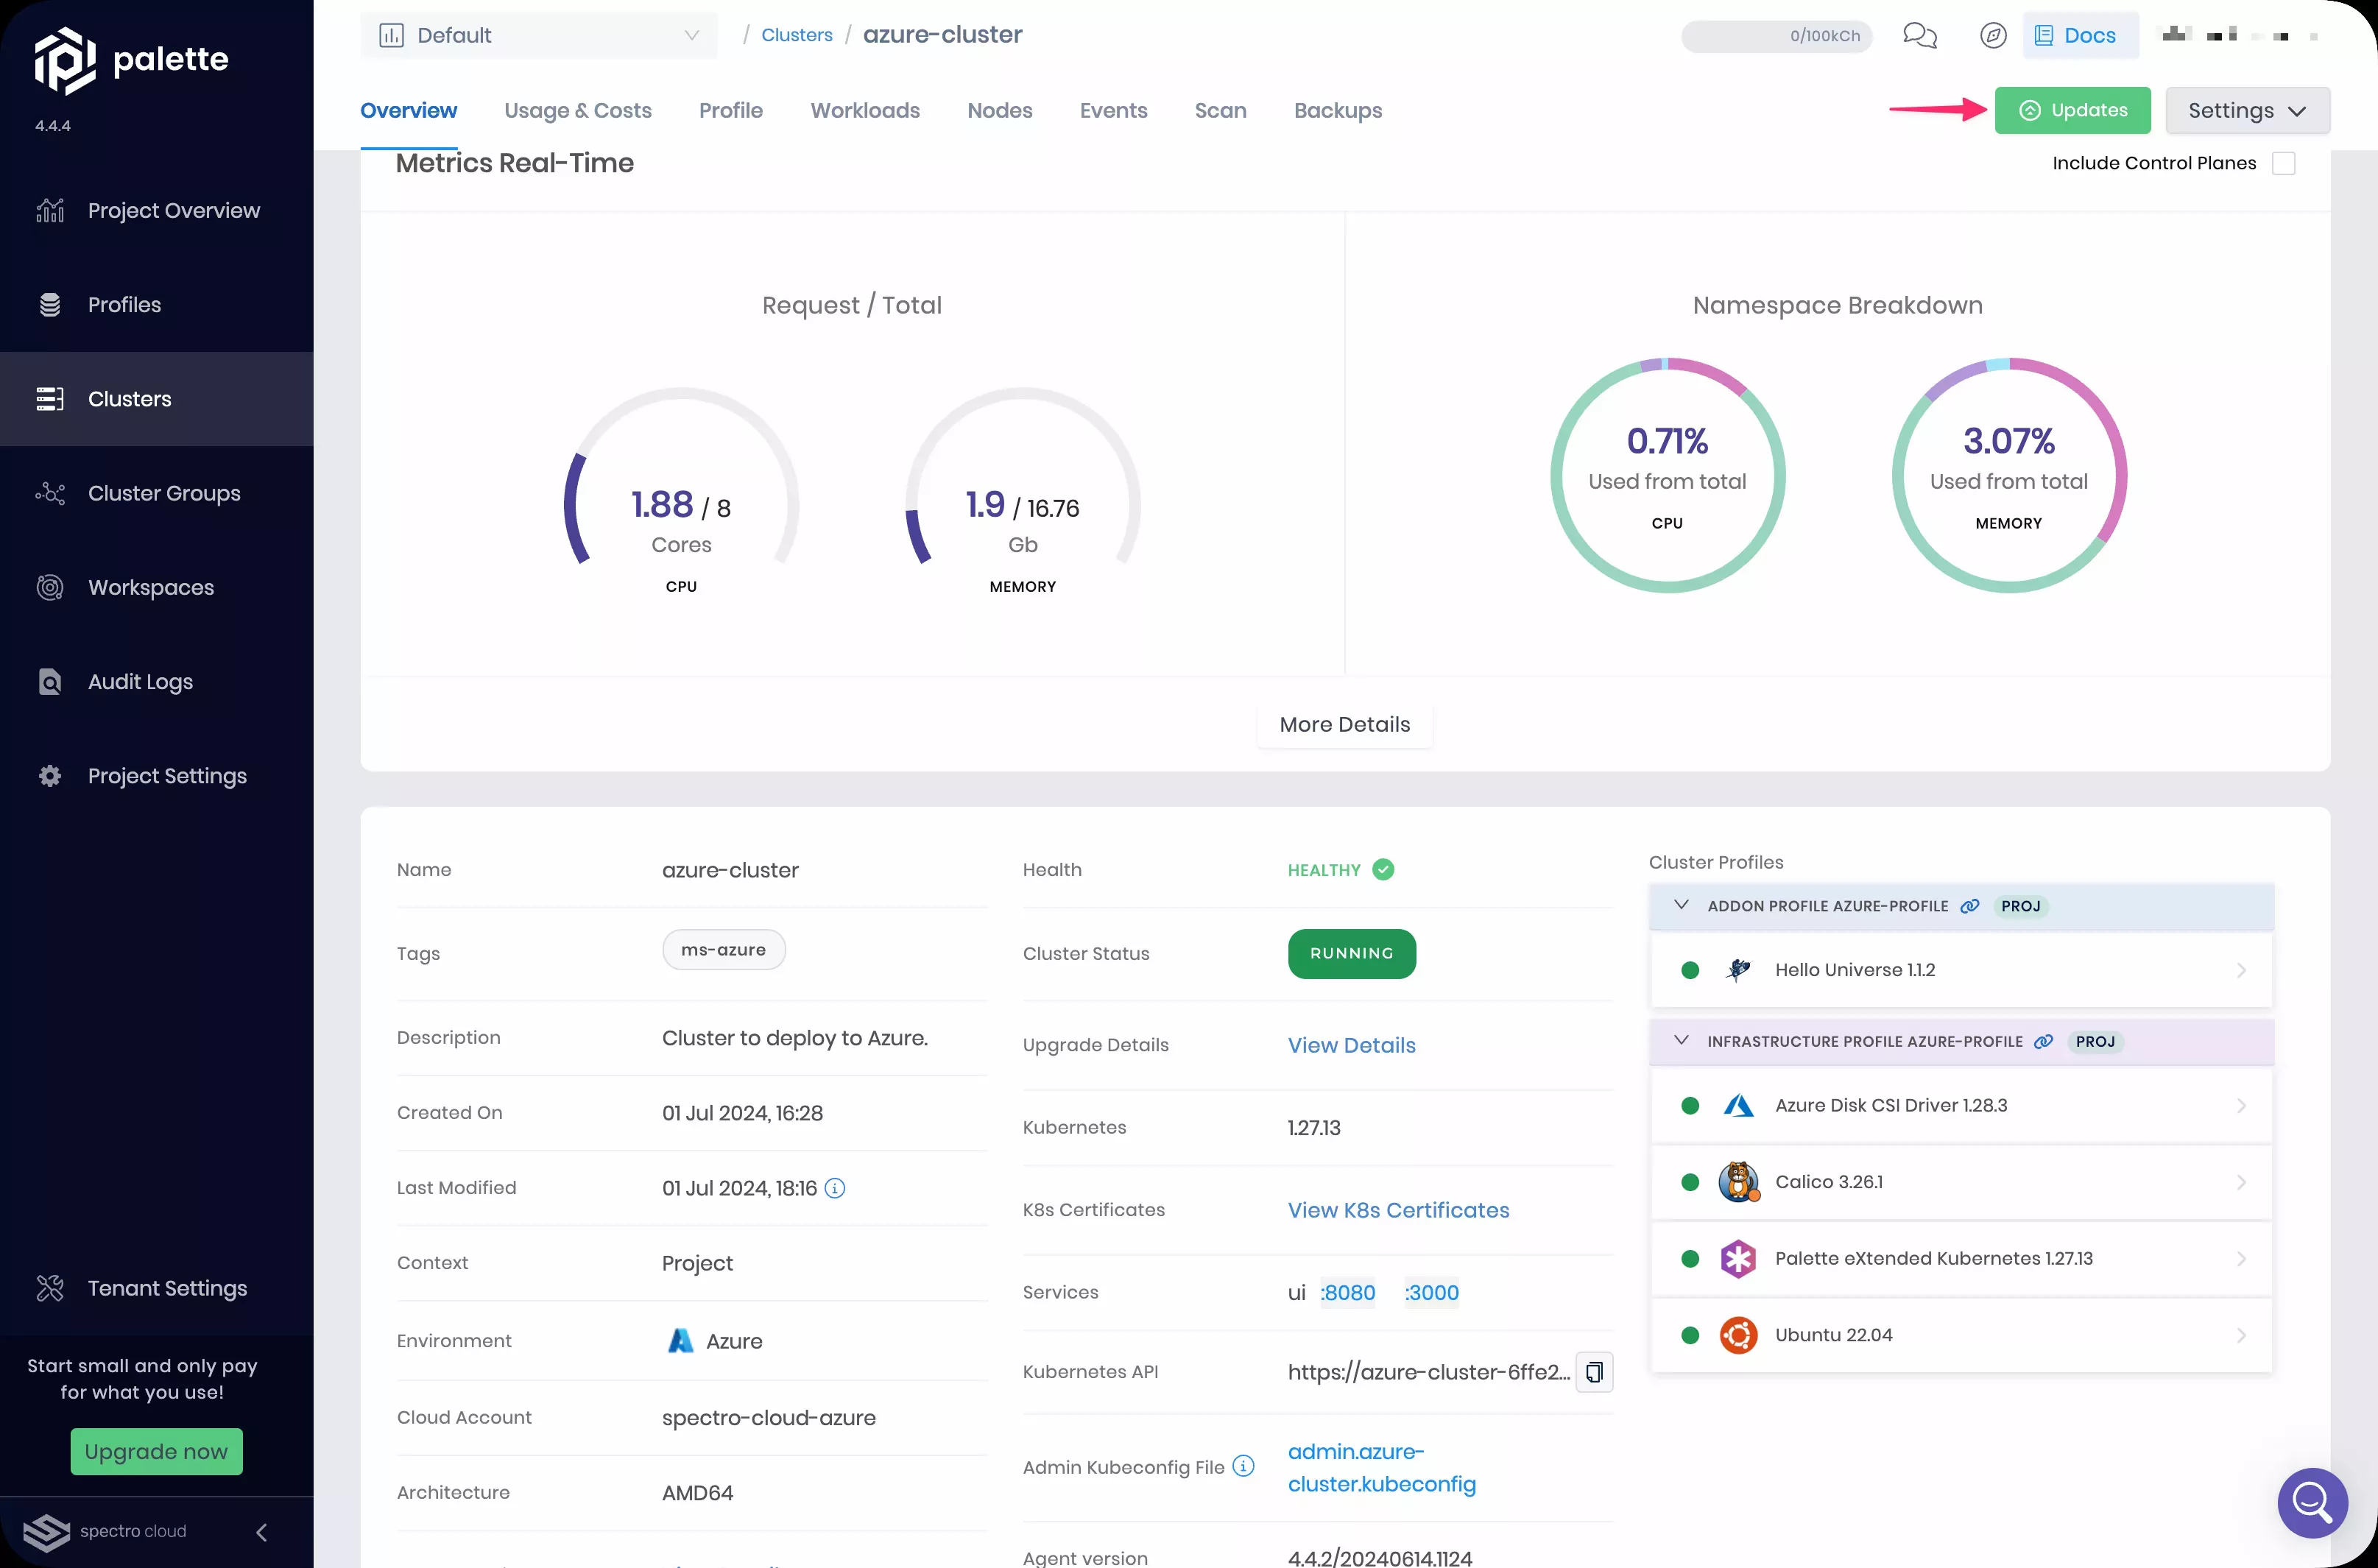 palette
4.4.4
Project Overview
Profiles
Clusters
Cluster Groups
Workspaces
Audit Logs
Project Settings
Tenant Settings
Start small and only pay
for what you use!
Upgrade now
spectro cloud
Default
/ Clusters / azure-cluster
0/100kCh
Docs
Overview
Usage & Costs
Profile
Workloads
Nodes
Events
Scan
Backups
Updates
Settings
Metrics Real-Time
Include Control Planes
Request / Total
1.88 / 8
Cores
CPU
1.9 / 16.76
Gb
MEMORY
Namespace Breakdown
0.71%
Used from total
CPU
3.07%
Used from total
MEMORY
More Details
Name azure-cluster
Tags ms-azure
Description Cluster to deploy to Azure.
Created On 01 Jul 2024, 16:28
Last Modified 01 Jul 2024, 18:16
Context Project
Environment Azure
Cloud Account spectro-cloud-azure
Architecture AMD64
Health HEALTHY
Cluster Status RUNNING
Upgrade Details View Details
Kubernetes 1.27.13
K8s Certificates View K8s Certificates
Services ui :8080 :3000
Kubernetes API https://azure-cluster-6ffe2...
Admin Kubeconfig File admin.azure-
cluster.kubeconfig
Agent version 4.4.2/20240614.1124
Cluster Profiles
ADDON PROFILE AZURE-PROFILE PROJ
Hello Universe 1.1.2
INFRASTRUCTURE PROFILE AZURE-PROFILE PROJ
Azure Disk CSI Driver 1.28.3
Calico 3.26.1
Palette eXtended Kubernetes 1.27.13
Ubuntu 22.04